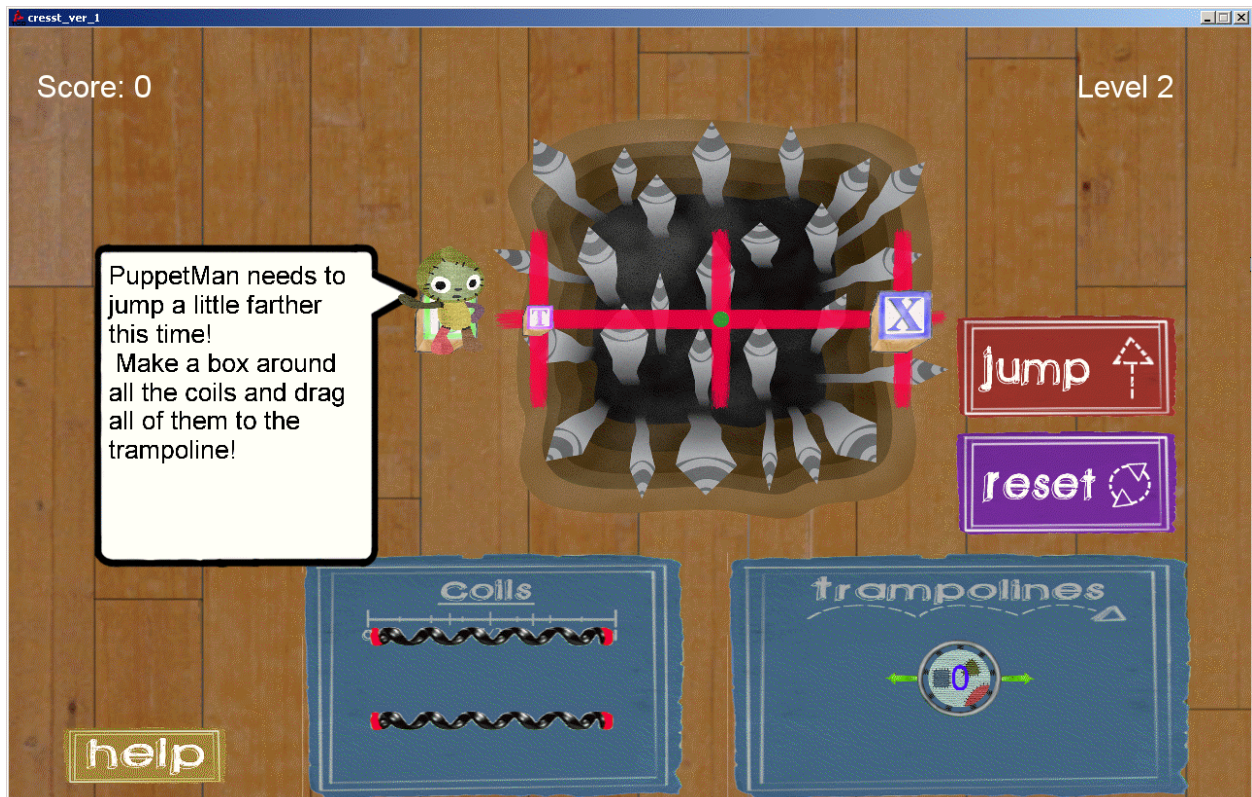 cresst_ver_1
Score: 0
Level 2
PuppetMan needs to
jump a little farther
this time!
Make a box around
all the coils and drag
all of them to the
trampoline!
T
X
jump
reset
coils
trampolines
0
help